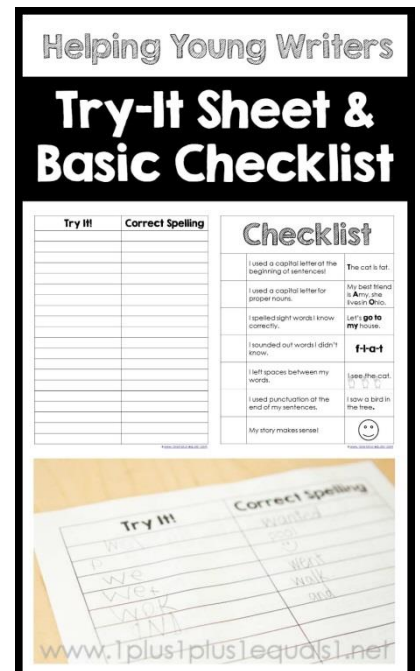 Helping Young Writers
Try-It Sheet &
Basic Checklist
Try It!
Correct Spelling
Checklist
I used a capital letter at the
beginning of sentences!
The cat is fat.
I used a capital letter for
proper nouns.
My best friend
is Amy, she
lives in Ohio.
I spelled sight words I know
correctly.
Let's go to
my house.
I sounded out words I didn't
know.
f-l-a-t
I left spaces between my
words.
I see the cat.
I used punctuation at the
end of my sentences.
I saw a bird in
the tree.
My story makes sense!
Try It!
Correct Spelling
wanted
we
went
wet
walk
wok
and
www.1plus1plus1equals1.net